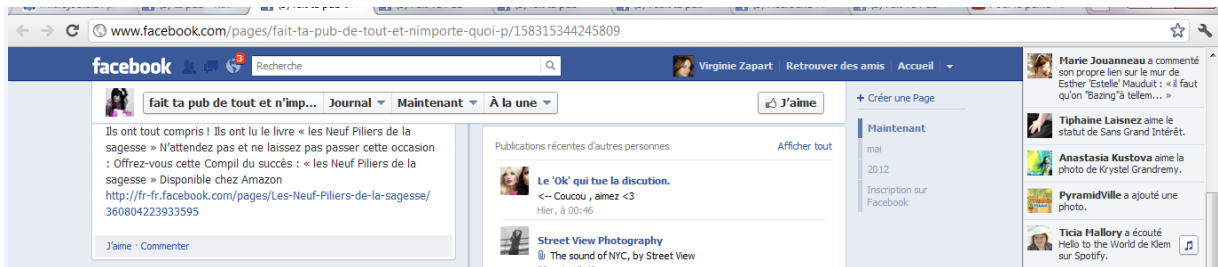 www.facebook.com/pages/fait-ta-pub-de-tout-et-nimporte-quoi-p/158315344245809
facebook
3
Recherche
Virginie Zapart
Retrouver des amis
Accueil
fait ta pub de tout et n'imp...
Journal
Maintenant
À la une
J'aime
Ils ont tout compris ! Ils ont lu le livre « les Neuf Piliers de la
sagesse » N'attendez pas et ne laissez pas passer cette occasion
: Offrez-vous cette Compil du succès : « les Neuf Piliers de la
sagesse » Disponible chez Amazon
http://fr-fr.facebook.com/pages/Les-Neuf-Piliers-de-la-sagesse/
360804223933595
J'aime · Commenter
Publications récentes d'autres personnes
Afficher tout
Le 'Ok' qui tue la discution.
<-- Coucou , aimez <3
Hier, à 00:46
Street View Photography
The sound of NYC, by Street View
+ Créer une Page
Maintenant
mai
2012
Inscription sur
Facebook
Marie Jouanneau a commenté
son propre lien sur le mur de
Esther 'Estelle' Mauduit : «il faut
qu'on "Bazing"à tellem... »
Tiphaine Laisnez aime le
statut de Sans Grand Intérêt.
Anastasia Kustova aime la
photo de Krystel Grandremy.
PyramidVille a ajouté une
photo.
Ticia Mallory a écouté
Hello to the World de Klem
sur Spotify.